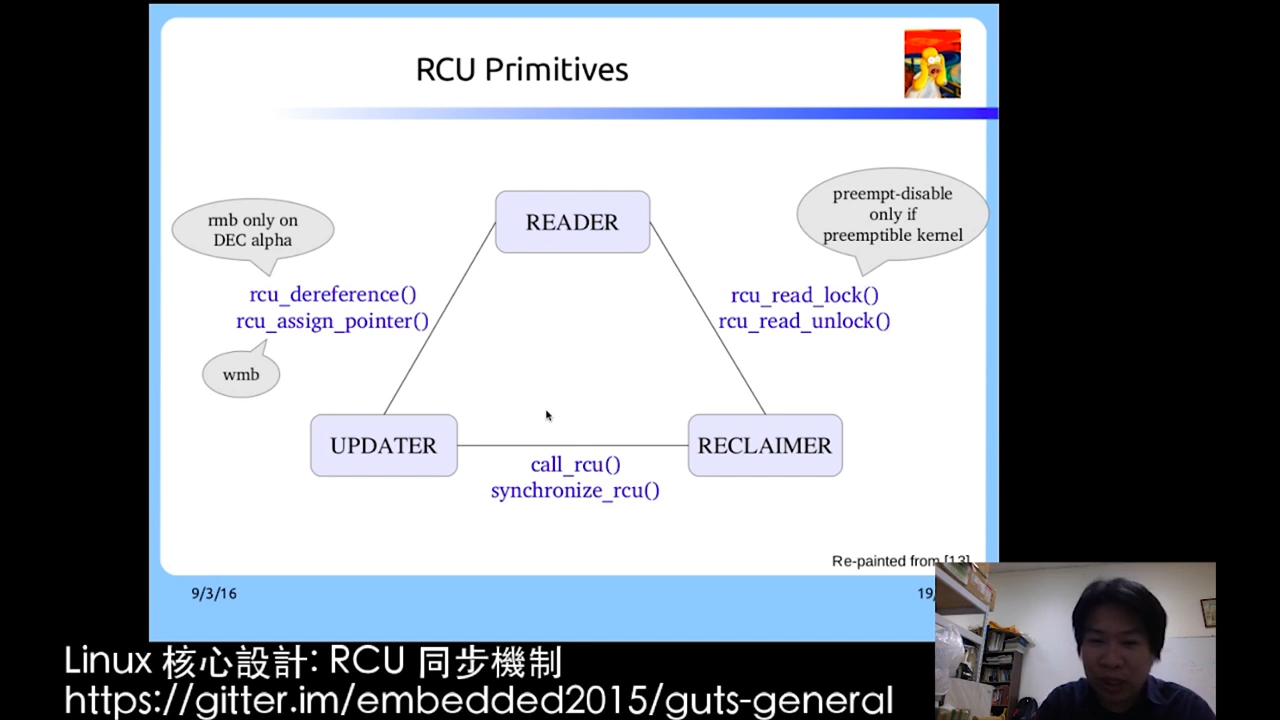 RCU Primitives
READER
rmb only on
DEC alpha
preempt-disable
only if
preemptible kernel
rcu_dereference()
rcu_assign_pointer()
rcu_read_lock()
rcu_read_unlock()
wmb
UPDATER
RECLAIMER
call_rcu()
synchronize_rcu()
Re-painted from [13]
9/3/16
19/
Linux 核心設計: RCU 同步機制
https://gitter.im/embedded2015/guts-general